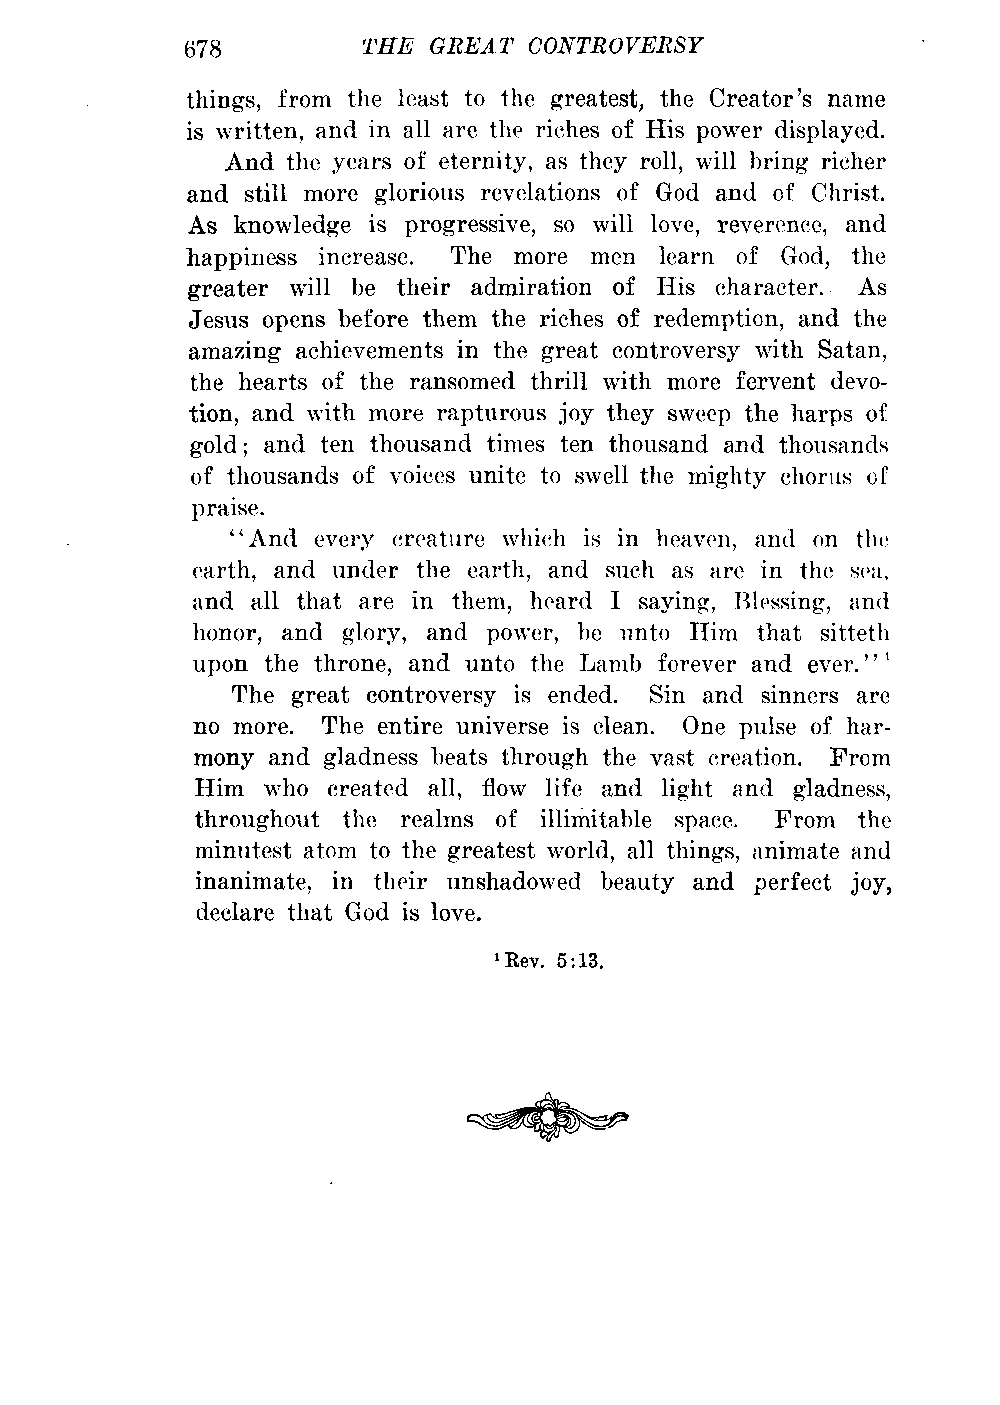 678 THE GREAT CONTROVERSY
things, from the least to the greatest, the Creator's name
is written, and in all are the riches of His power displayed.
And the years of eternity, as they roll, will bring richer
and still more glorious revelations of God and of Christ.
As knowledge is progressive, so will love, reverence, and
happiness increase. The more men learn of God, the
greater will be their admiration of His character. As
Jesus opens before them the riches of redemption, and the
amazing achievements in the great controversy with Satan,
the hearts of the ransomed thrill with more fervent devo-
tion, and with more rapturous joy they sweep the harps of
gold; and ten thousand times ten thousand and thousands
of thousands of voices unite to swell the mighty chorus of
praise.
"And every creature which is in heaven, and on the
earth, and under the earth, and such as are in the sea,
and all that are in them, heard I saying, Blessing, and
honor, and glory, and power, be unto Him that sitteth
upon the throne, and unto the Lamb forever and ever."¹
The great controversy is ended. Sin and sinners are
no more. The entire universe is clean. One pulse of har-
mony and gladness beats through the vast creation. From
Him who created all, flow life and light and gladness,
throughout the realms of illimitable space. From the
minutest atom to the greatest world, all things, animate and
inanimate, in their unshadowed beauty and perfect joy,
declare that God is love.
¹ Rev. 5:13.